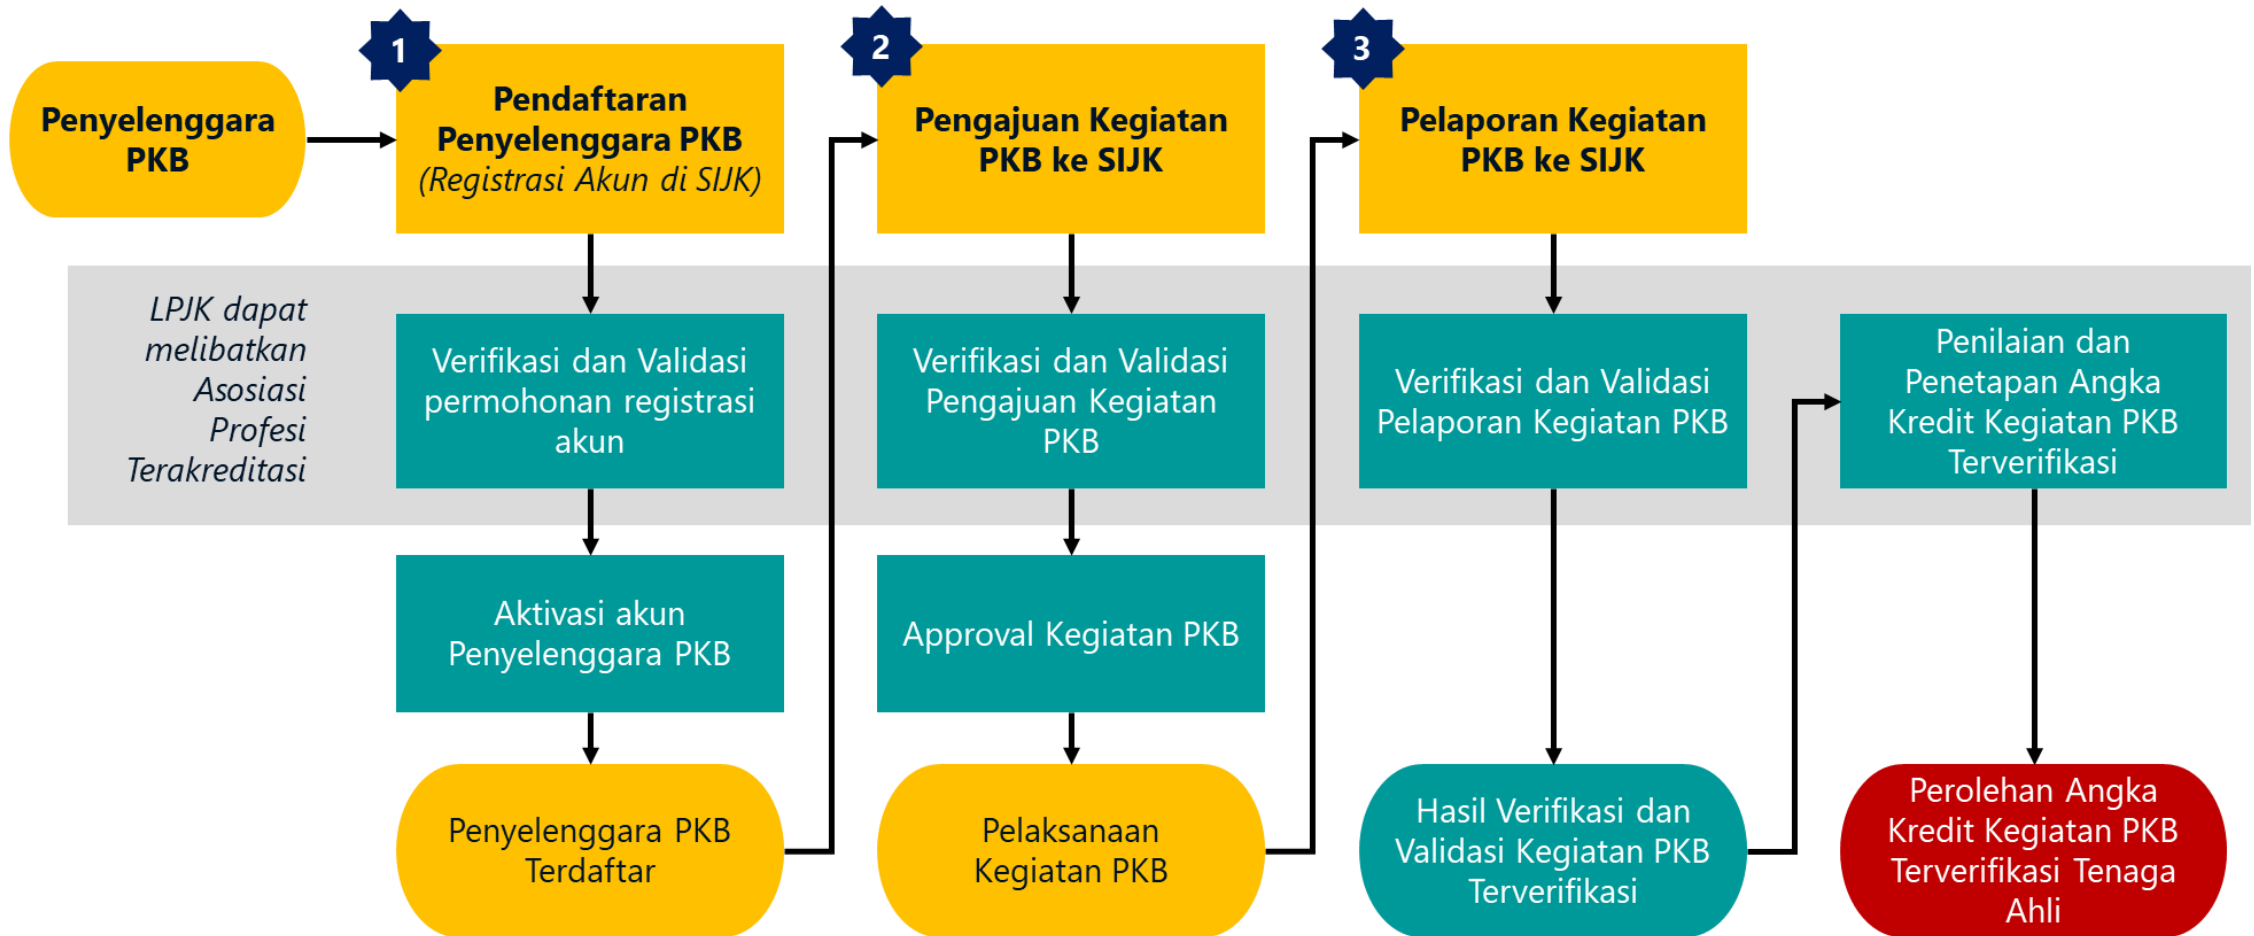 Penyelenggara
PKB
1
Pendaftaran
Penyelenggara PKB
(Registrasi Akun di SIJK)
2
Pengajuan Kegiatan
PKB ke SIJK
3
Pelaporan Kegiatan
PKB ke SIJK
LPJK dapat
melibatkan
Asosiasi
Profesi
Terakreditasi
Verifikasi dan Validasi
permohonan registrasi
akun
Verifikasi dan Validasi
Pengajuan Kegiatan
PKB
Verifikasi dan Validasi
Pelaporan Kegiatan PKB
Penilaian dan
Penetapan Angka
Kredit Kegiatan PKB
Terverifikasi
Aktivasi akun
Penyelenggara PKB
Approval Kegiatan PKB
Penyelenggara PKB
Terdaftar
Pelaksanaan
Kegiatan PKB
Hasil Verifikasi dan
Validasi Kegiatan PKB
Terverifikasi
Perolehan Angka
Kredit Kegiatan PKB
Terverifikasi Tenaga
Ahli